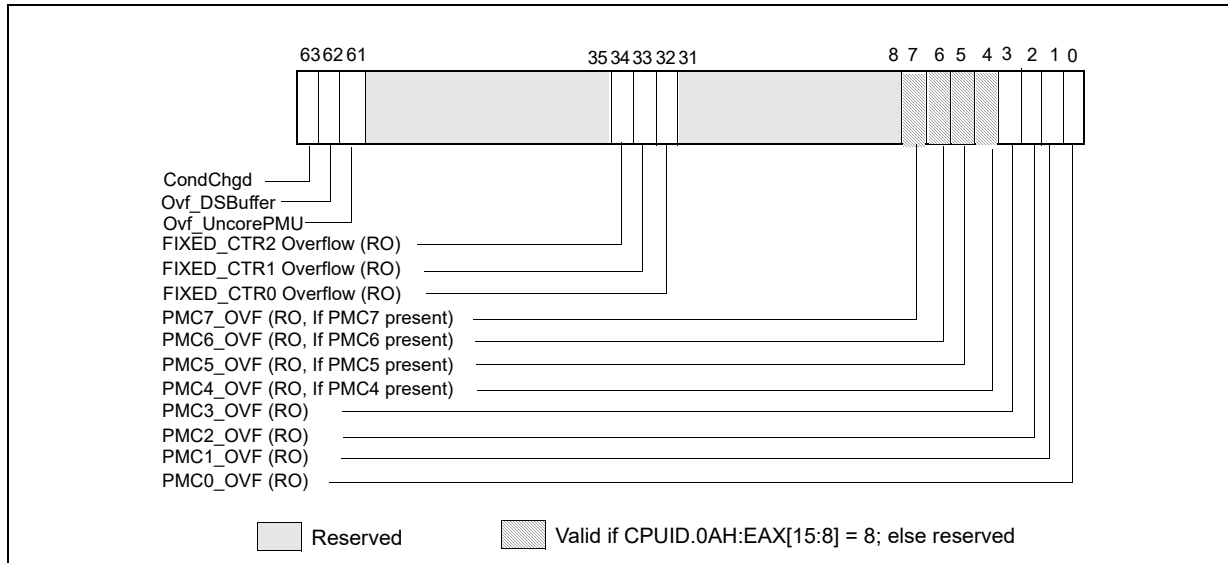 63 62 61 35 34 33 32 31 8 7 6 5 4 3 2 1 0
CondChgd
Ovf_DSBuffer
Ovf_UncorePMU
FIXED_CTR2 Overflow (RO)
FIXED_CTR1 Overflow (RO)
FIXED_CTR0 Overflow (RO)
PMC7_OVF (RO, If PMC7 present)
PMC6_OVF (RO, If PMC6 present)
PMC5_OVF (RO, If PMC5 present)
PMC4_OVF (RO, If PMC4 present)
PMC3_OVF (RO)
PMC2_OVF (RO)
PMC1_OVF (RO)
PMC0_OVF (RO)
Reserved
Valid if CPUID.0AH:EAX[15:8] = 8; else reserved